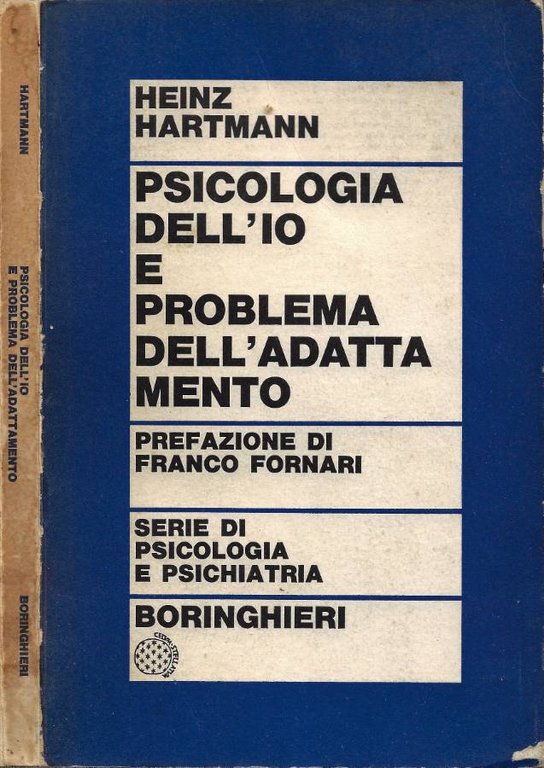 HARTMANN
PSICOLOGIA DELL'IO
E PROBLEMA DELL'ADATTAMENTO
BORINGHIERI
HEINZ
HARTMANN
PSICOLOGIA
DELL'IO
E
PROBLEMA
DELL'ADATTA
MENTO
PREFAZIONE DI
FRANCO FORNARI
SERIE DI
PSICOLOGIA
E PSICHIATRIA
BORINGHIERI